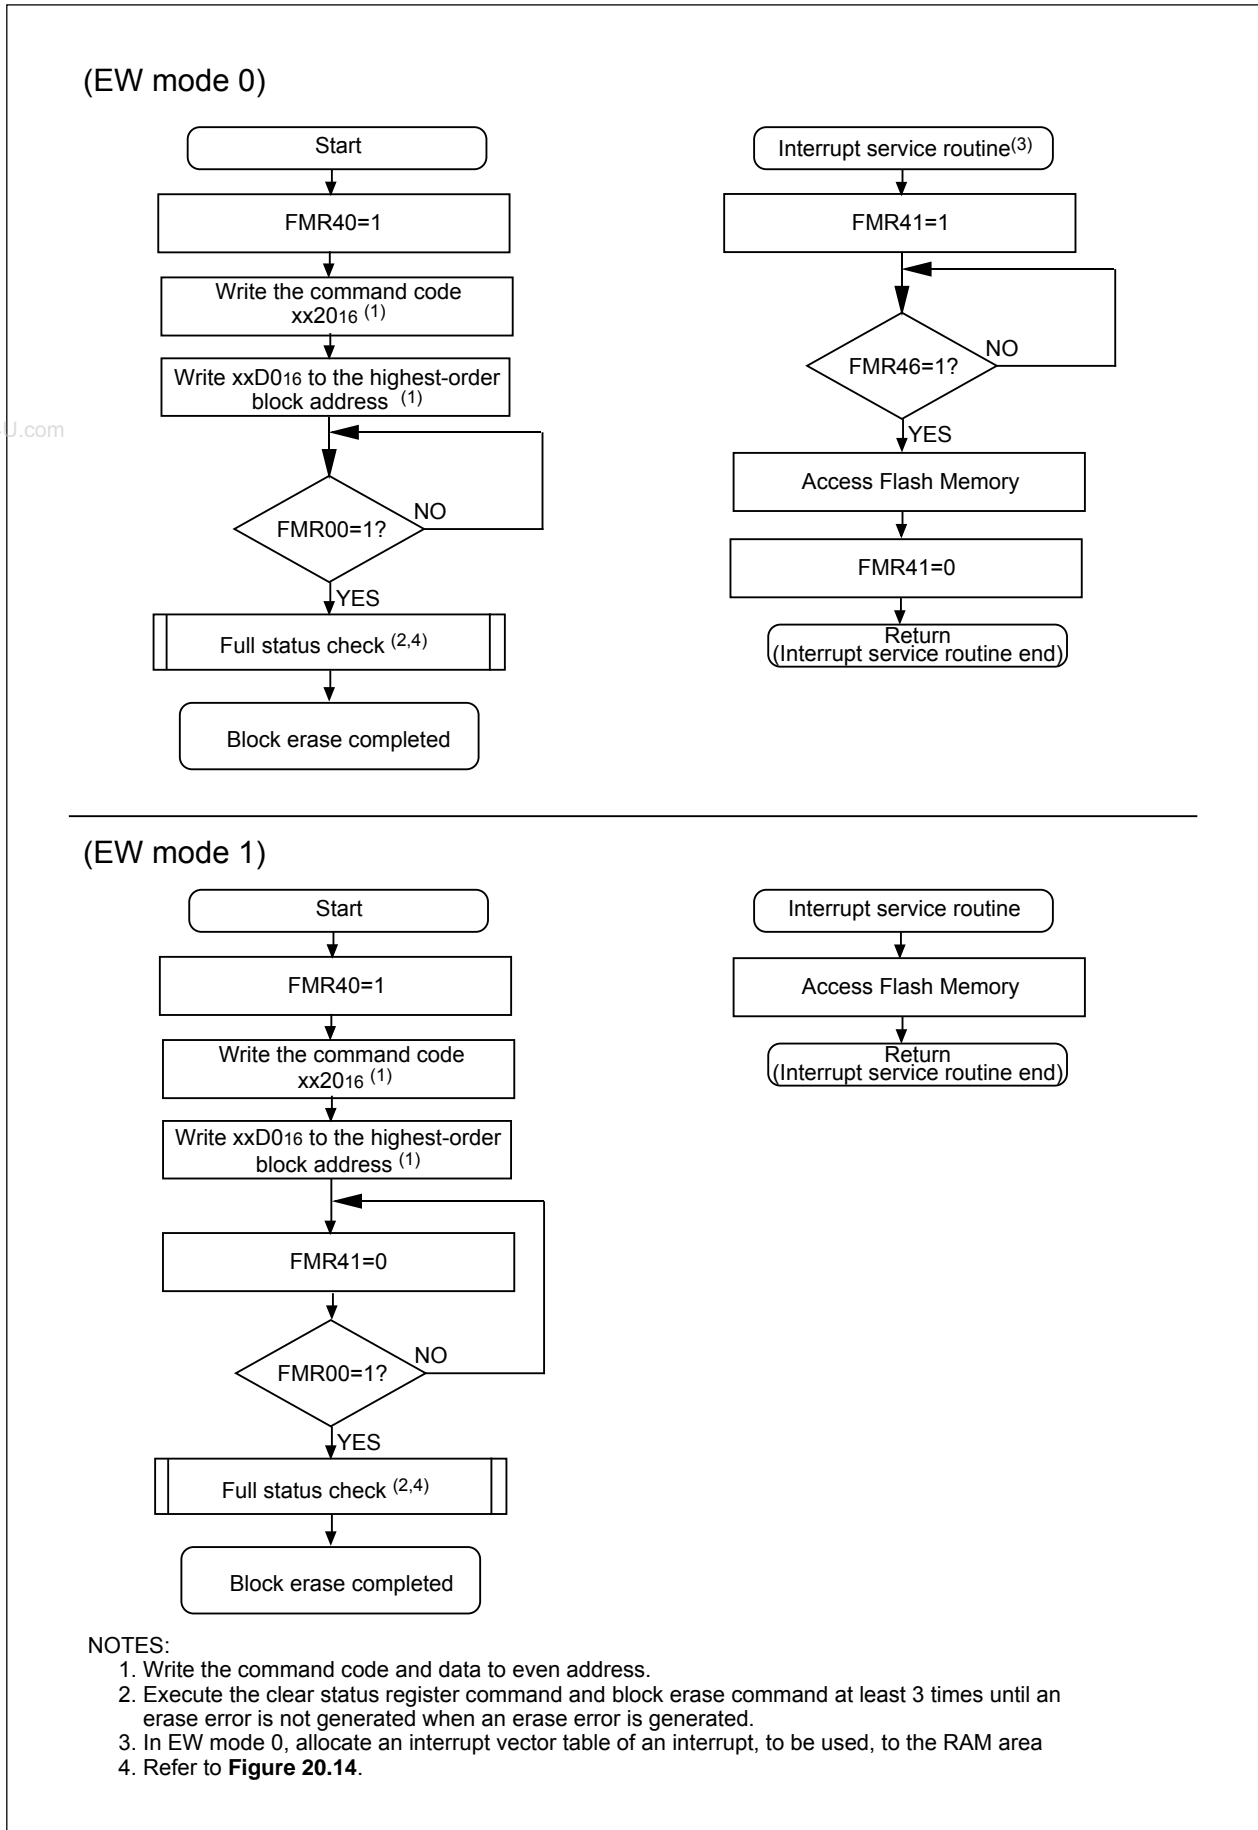 (EW mode 0)
Start
FMR40=1
Write the command code
xx2016 (1)
Write xxD016 to the highest-order
block address (1)
FMR00=1?
NO
YES
Full status check (2,4)
Block erase completed
Interrupt service routine(3)
FMR41=1
FMR46=1?
NO
YES
Access Flash Memory
FMR41=0
Return
(Interrupt service routine end)
U.com
(EW mode 1)
Start
FMR40=1
Write the command code
xx2016 (1)
Write xxD016 to the highest-order
block address (1)
FMR41=0
FMR00=1?
NO
YES
Full status check (2,4)
Block erase completed
Interrupt service routine
Access Flash Memory
Return
(Interrupt service routine end)
NOTES:
1. Write the command code and data to even address.
2. Execute the clear status register command and block erase command at least 3 times until an
erase error is not generated when an erase error is generated.
3. In EW mode 0, allocate an interrupt vector table of an interrupt, to be used, to the RAM area
4. Refer to Figure 20.14.